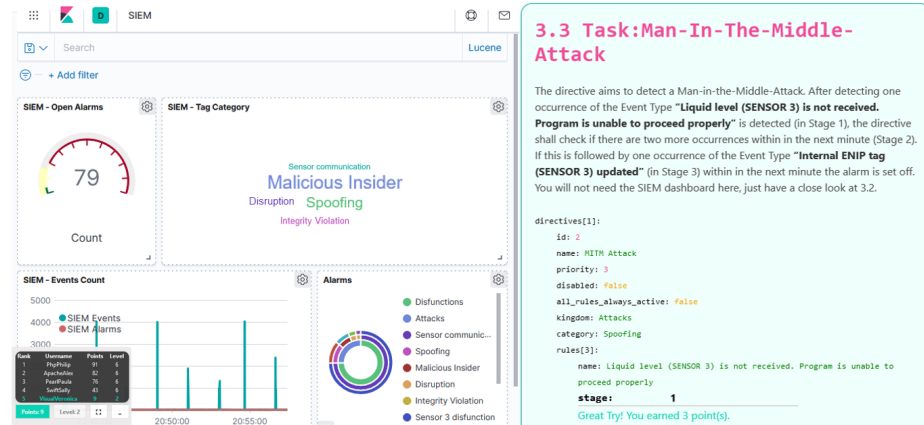 D
SIEM
Search
Lucene
+ Add filter
SIEM - Open Alarms
79
Count
SIEM - Tag Category
Sensor communication
Malicious Insider
Disruption Spoofing
Integrity Violation
SIEM - Events Count
5000
4000
3000
SIEM Events
SIEM Alarms
20:50:00
20:55:00
Rank Username Points Level
1 PhpPhilip 91 6
2 ApacheAlex 82 6
3 PearlPaula 76 6
4 SwiftSally 43 6
5 VisualVeronica 9 2
Points: 9
Level: 2
Alarms
Disfunctions
Attacks
Sensor communic...
Spoofing
Malicious Insider
Disruption
Integrity Violation
Sensor 3 disfunction
3.3 Task:Man-In-The-Middle-
Attack
The directive aims to detect a Man-in-the-Middle-Attack. After detecting one
occurrence of the Event Type "Liquid level (SENSOR 3) is not received.
Program is unable to proceed properly" is detected (in Stage 1), the directive
shall check if there are two more occurrences within in the next minute (Stage 2).
If this is followed by one occurrence of the Event Type "Internal ENIP tag
(SENSOR 3) updated" (in Stage 3) within in the next minute the alarm is set off.
You will not need the SIEM dashboard here, just have a close look at 3.2.
directives[1]:
id: 2
name: MITM Attack
priority: 3
disabled: false
all_rules_always_active: false
kingdom: Attacks
category: Spoofing
rules[3]:
name: Liquid level (SENSOR 3) is not received. Program is unable to
proceed properly
stage: 1
Great Try! You earned 3 point(s).